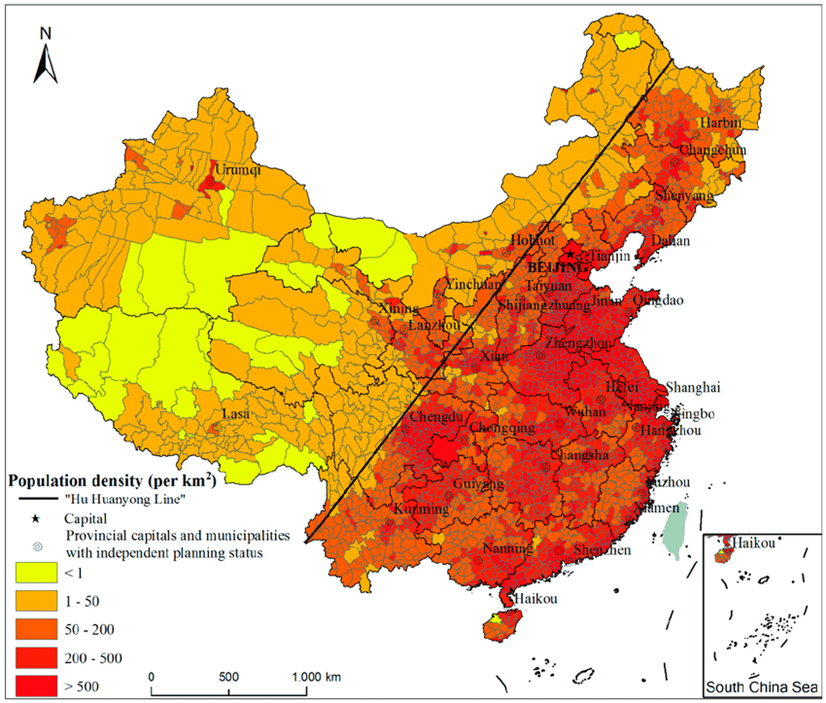 N
Harbin
Changchun
Urumqi
Shenyang
Hohhot
Dalian
BEIJING
Tianjin
Yinchuan
Taiyuan
Shijiangzhuang
Jinan
Qingdao
Xining
Lanzhou
Zhengzhou
Xian
Hefei
Shanghai
Lasa
Chengdu
Wuhan
Nanjing
Ningbo
Chongqing
Hangzhou
Changsha
Population density (per km²)
"Hu Huanyong Line"
Guiyang
Fuzhou
Capital
Kunming
Xiamen
Provincial capitals and municipalities
with independent planning status
Nanning
Shenzhen
Haikou
< 1
1 - 50
Haikou
50 - 200
200 - 500
> 500
0 500 1.000 km
South China Sea